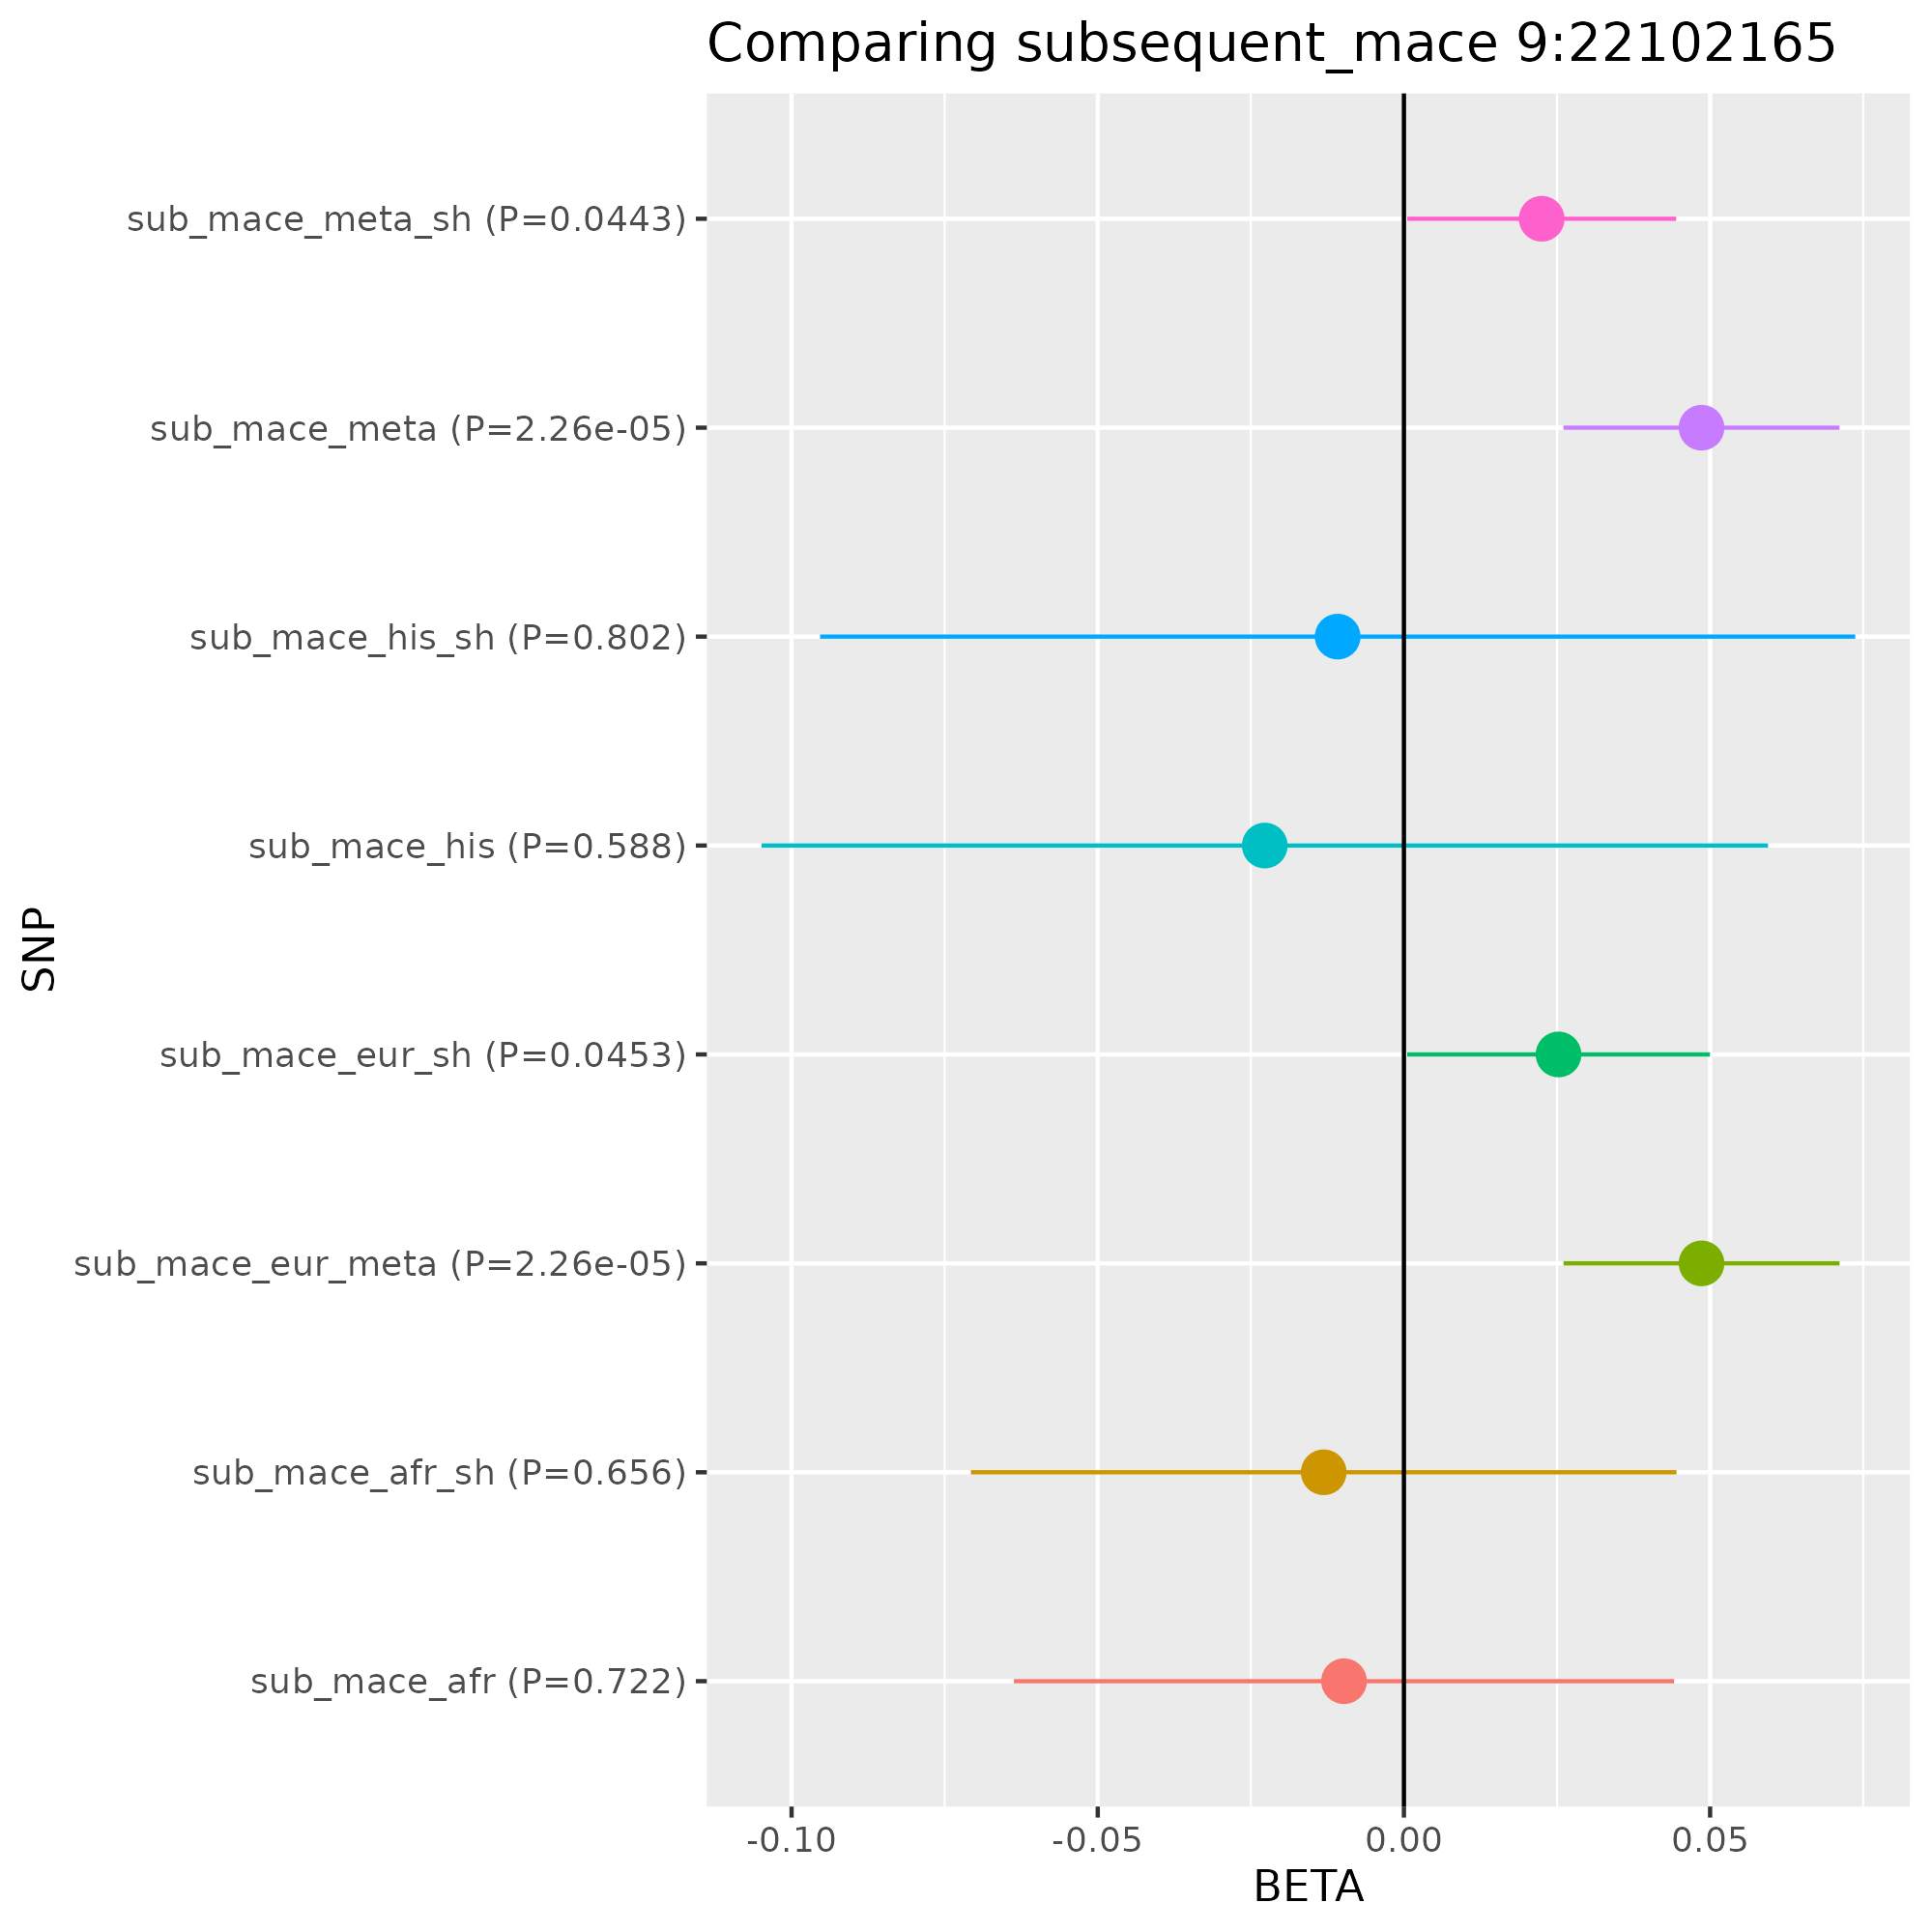 Comparing subsequent_mace 9:22102165
sub_mace_meta_sh (P=0.0443)
sub_mace_meta (P=2.26e-05)
sub_mace_his_sh (P=0.802)
sub_mace_his (P=0.588)
sub_mace_eur_sh (P=0.0453)
sub_mace_eur_meta (P=2.26e-05)
sub_mace_afr_sh (P=0.656)
sub_mace_afr (P=0.722)
SNP
-0.10 -0.05 0.00 0.05
BETA